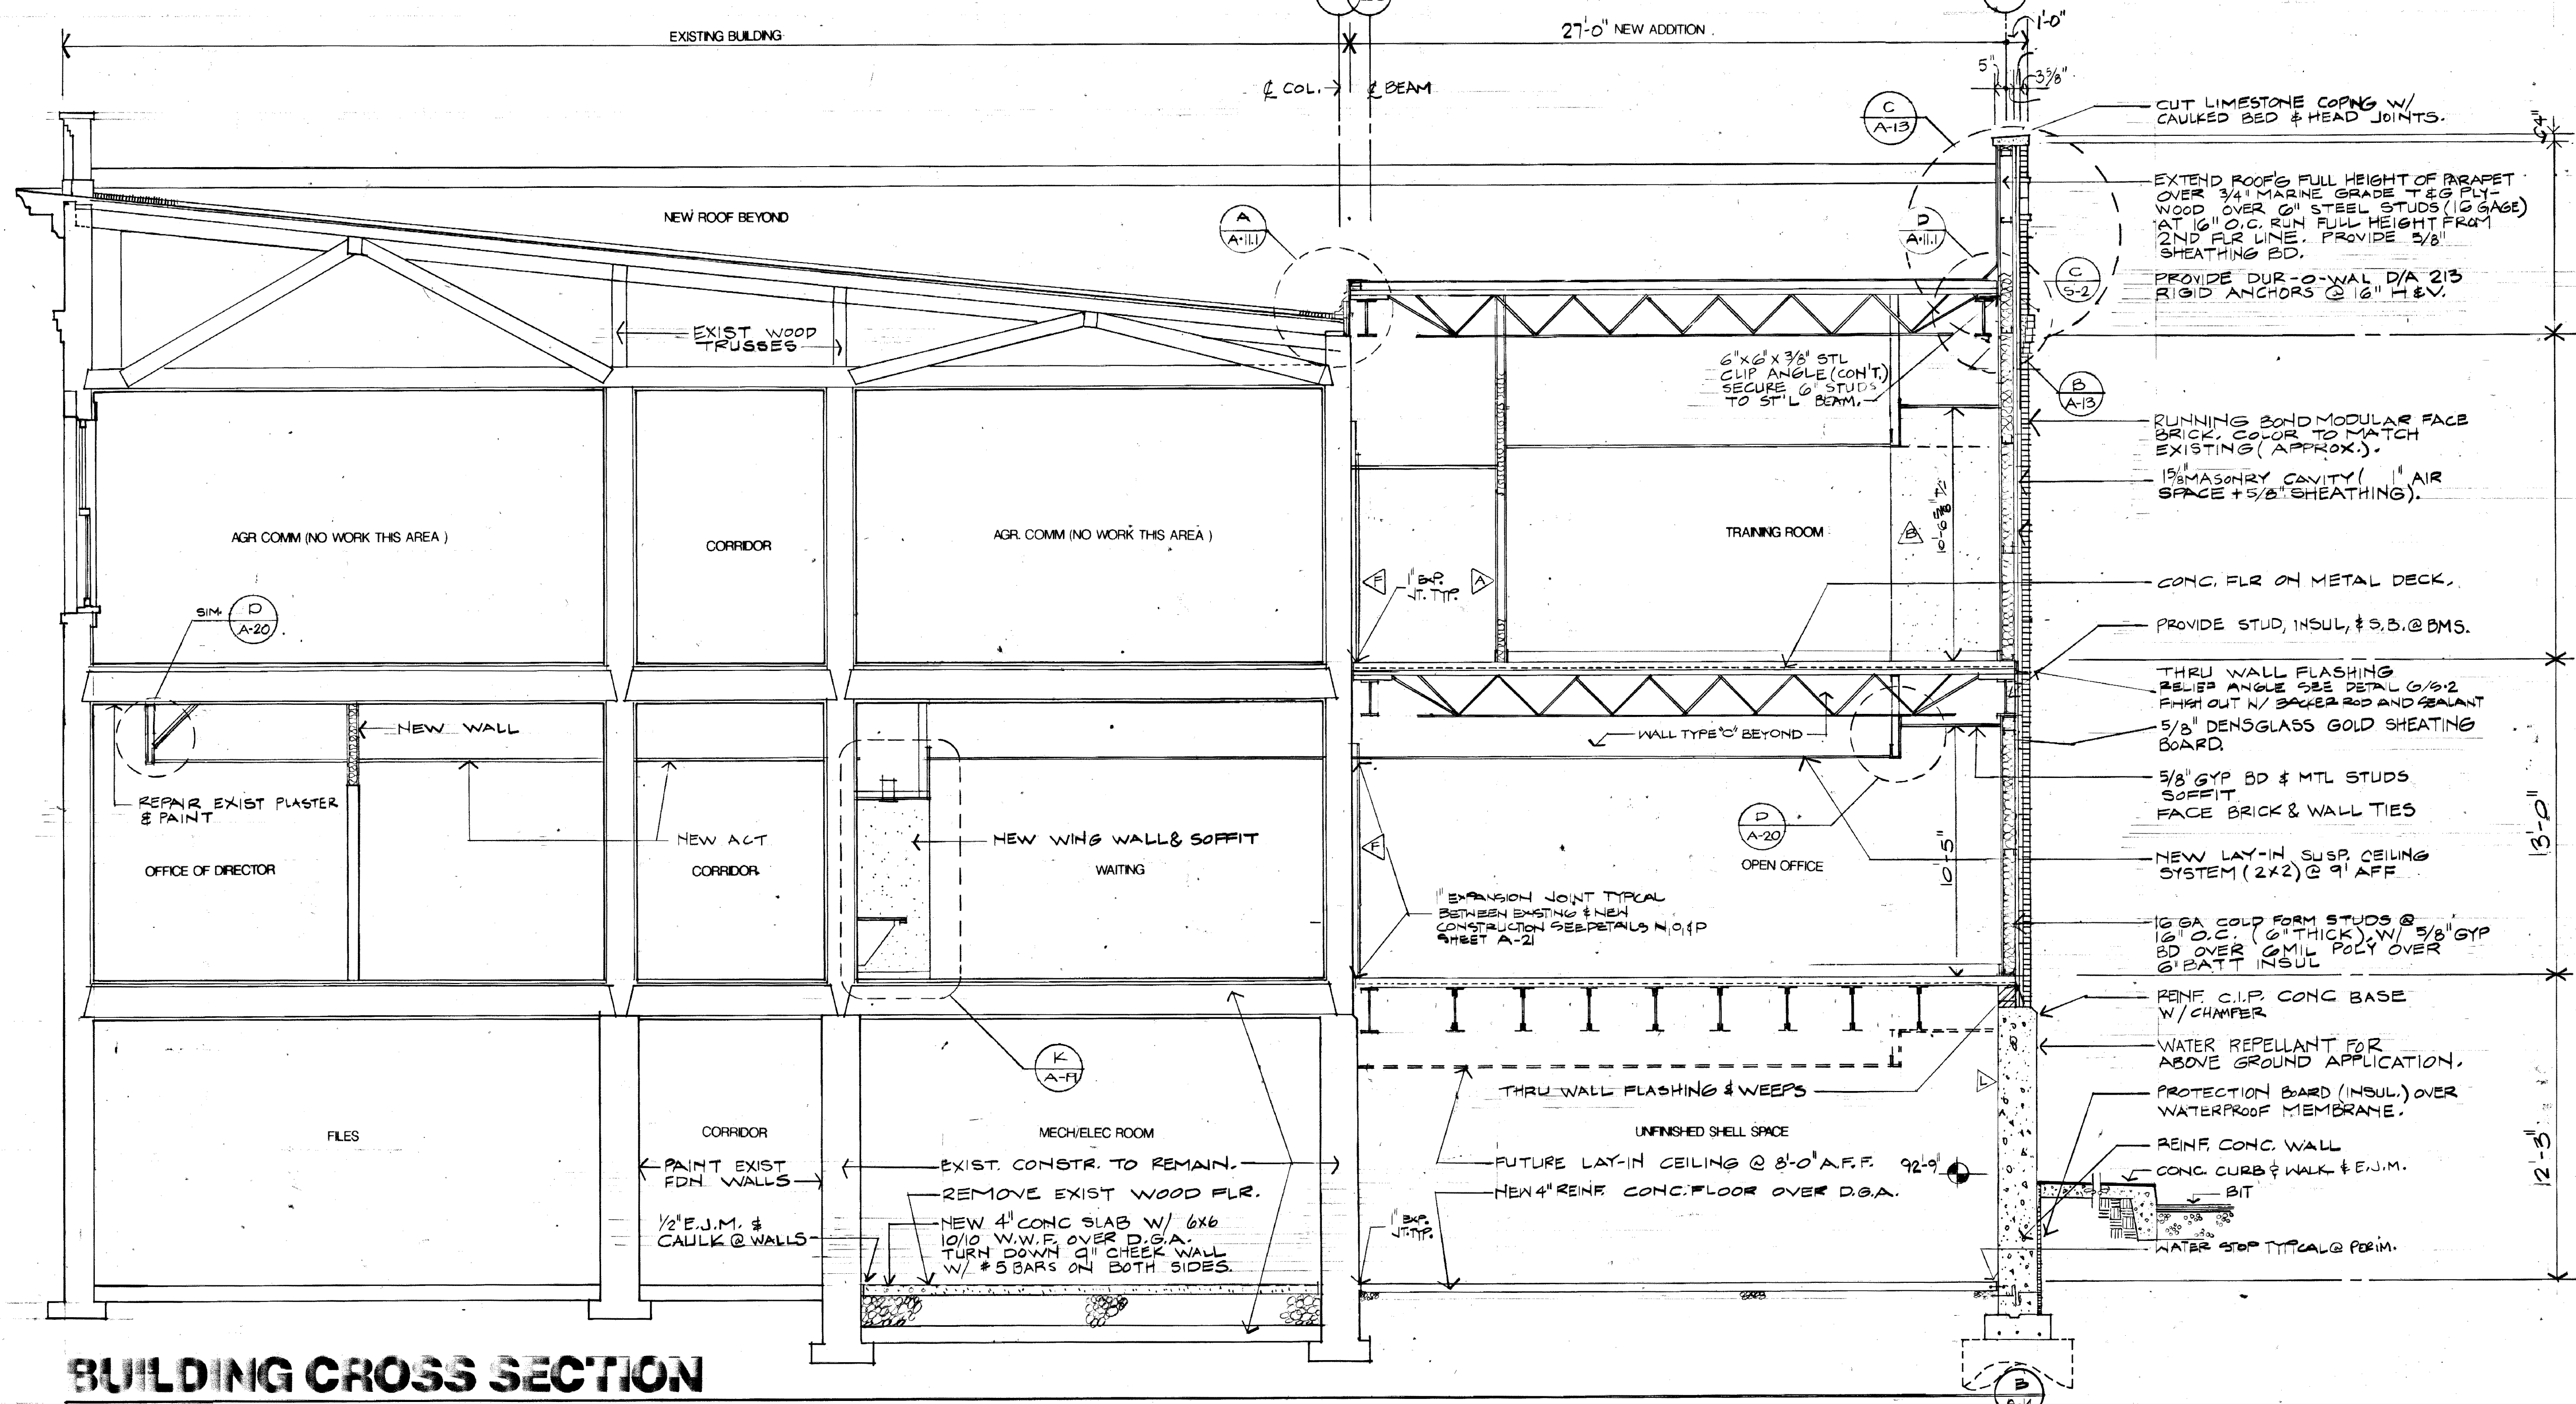 EXISTING BUILDING
27'-0" NEW ADDITION
1'-0"
5"
3 5/8"
℄ COL.
℄ BEAM
C
A-13
CUT LIMESTONE COPNG W/
CAULKED BED & HEAD JOINTS.
EXTEND ROOF'G FULL HEIGHT OF PARAPET
OVER 3/4" MARINE GRADE T&G PLY-
WOOD OVER 6" STEEL STUDS (16 GAGE)
AT 16" O.C. RUN FULL HEIGHT FROM
2ND FLR LINE. PROVIDE 5/8"
SHEATHING BD.
PROVIDE DUR-O-WAL D/A 213
RIGID ANCHORS @ 16" H & V.
NEW ROOF BEYOND
A
A-11.1
D
A-11.1
C
S-2
EXIST WOOD
TRUSSES
6"x6"x3/8" STL
CLIP ANGLE (CON'T.)
SECURE 6" STUDS
TO ST'L BEAM.
B
A-13
RUNNING BOND MODULAR FACE
BRICK. COLOR TO MATCH
EXISTING (APPROX.).
1 5/8" MASONRY CAVITY ( 1" AIR
SPACE + 5/8" SHEATHING).
AGR COMM (NO WORK THIS AREA )
CORRIDOR
AGR. COMM (NO WORK THIS AREA )
TRAINING ROOM
B
F
1" EXP.
JT. TYP.
A
CONC. FLR ON METAL DECK.
SIM.
D
A-20
PROVIDE STUD, INSUL, & S.B. @ BMS.
THRU WALL FLASHING
RELIEF ANGLE SEE DETAIL G/S-2
FINISH OUT W/ BACKER ROD AND SEALANT
5/8" DENSGLASS GOLD SHEATING
BOARD.
NEW WALL
WALL TYPE "C" BEYOND
5/8" GYP BD & MTL STUDS
SOFFIT
FACE BRICK & WALL TIES
REPAIR EXIST PLASTER
& PAINT
NEW ACT
NEW WING WALL & SOFFIT
F
D
A-20
13'-0"
10'-5"
NEW LAY-IN SUSP. CEILING
SYSTEM (2x2) @ 9' AFF
OFFICE OF DIRECTOR
CORRIDOR
WAITING
OPEN OFFICE
1" EXPANSION JOINT TYPICAL
BETWEEN EXISTING & NEW
CONSTRUCTION SEE DETAILS N, O, & P
SHEET A-21
16 GA COLD FORM STUDS @
16" O.C. (6" THICK). W/ 5/8" GYP
BD OVER 6 MIL POLY OVER
6" BATT INSUL
REINF. C.I.P. CONC BASE
W/ CHAMFER
K
WATER REPELLANT FOR
ABOVE GROUND APPLICATION.
THRU WALL FLASHING & WEEPS
L
PROTECTION BOARD (INSUL.) OVER
WATERPROOF MEMBRANE.
FILES
CORRIDOR
MECH/ELEC ROOM
UNFINISHED SHELL SPACE
REINF. CONC. WALL
PAINT EXIST
FDN WALLS
EXIST. CONSTR. TO REMAIN.
FUTURE LAY-IN CEILING @ 8'-0" A.F.F.
92'-9"
CONC. CURB & WALK & E.J.M.
12'-3"
BIT
REMOVE EXIST WOOD FLR.
NEW 4" REINF. CONC. FLOOR OVER D.G.A.
1/2" E.J.M. &
CAULK @ WALLS
NEW 4" CONC SLAB W/ 6x6
10/10 W.W.F. OVER D.G.A.
TURN DOWN 9" CHEEK WALL
W/ #5 BARS ON BOTH SIDES.
1" EXP.
JT. TYP.
WATER STOP TYPICAL @ PERIM.
BUILDING CROSS SECTION
B